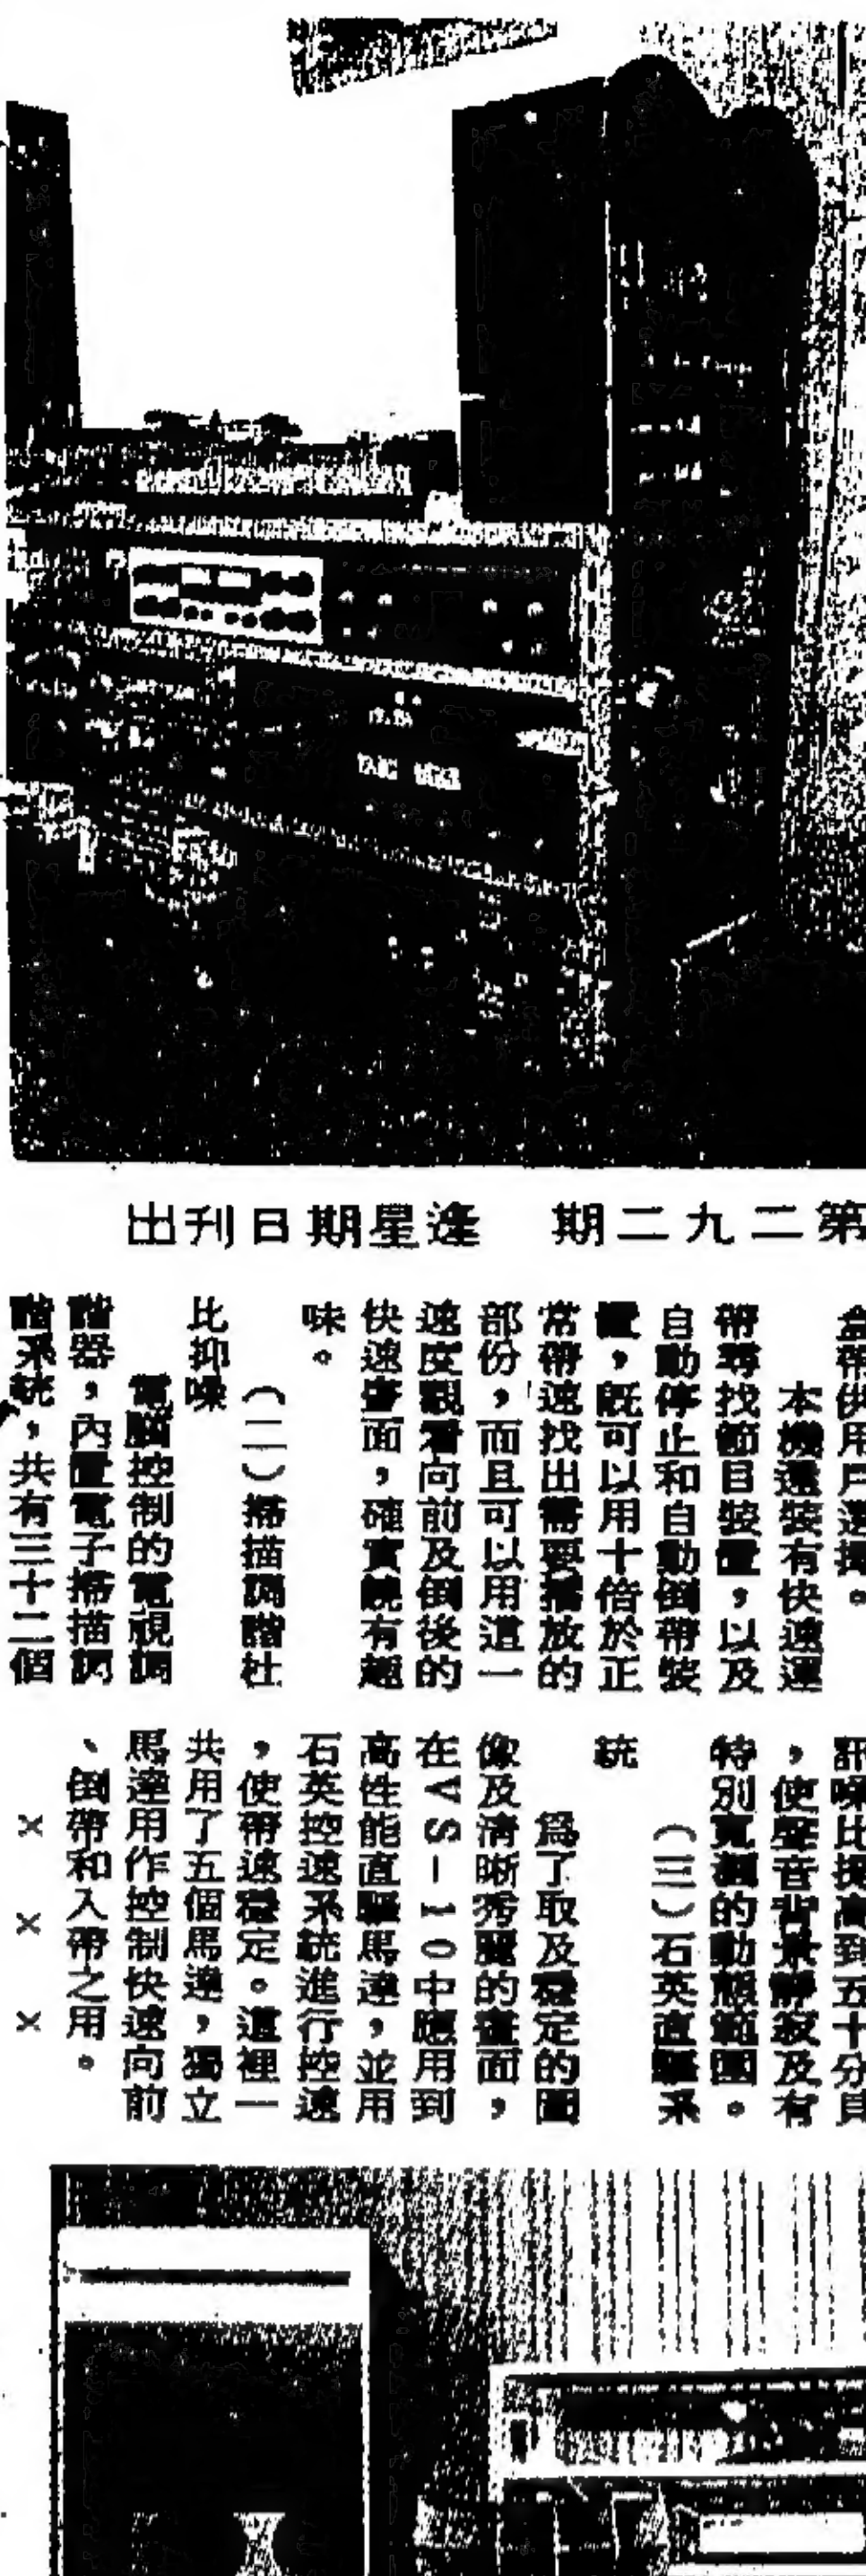 第二九二期　逢星期日刊出
盒帶供用戶選擇。
本機還裝有快速運
帶尋找節目裝置，以及
自動停止和自動倒帶裝
置，既可以用十倍於正
常帶速找出需要播放的
部份，而且可以用這一
速度觀看向前及倒後的
快速畫面，確實饒有趣
味。
（二）掃描調諧杜
比抑噪
電腦控制的電視調
諧器，內置電子掃描調
諧系統，共有三十二個
訊噪比提高到五十分貝
，使聲音背景靜寂及有
特別寬濶的動態範圍。
（三）石英直驅系
統
爲了取及穩定的圖
像及清晰秀麗的畫面，
在VS－10中應用到
高性能直驅馬達，並用
石英控速系統進行控速
，使帶速穩定。這裡一
共用了五個馬達，獨立
馬達用作控制快速向前
、倒帶和入帶之用。
×　×　×